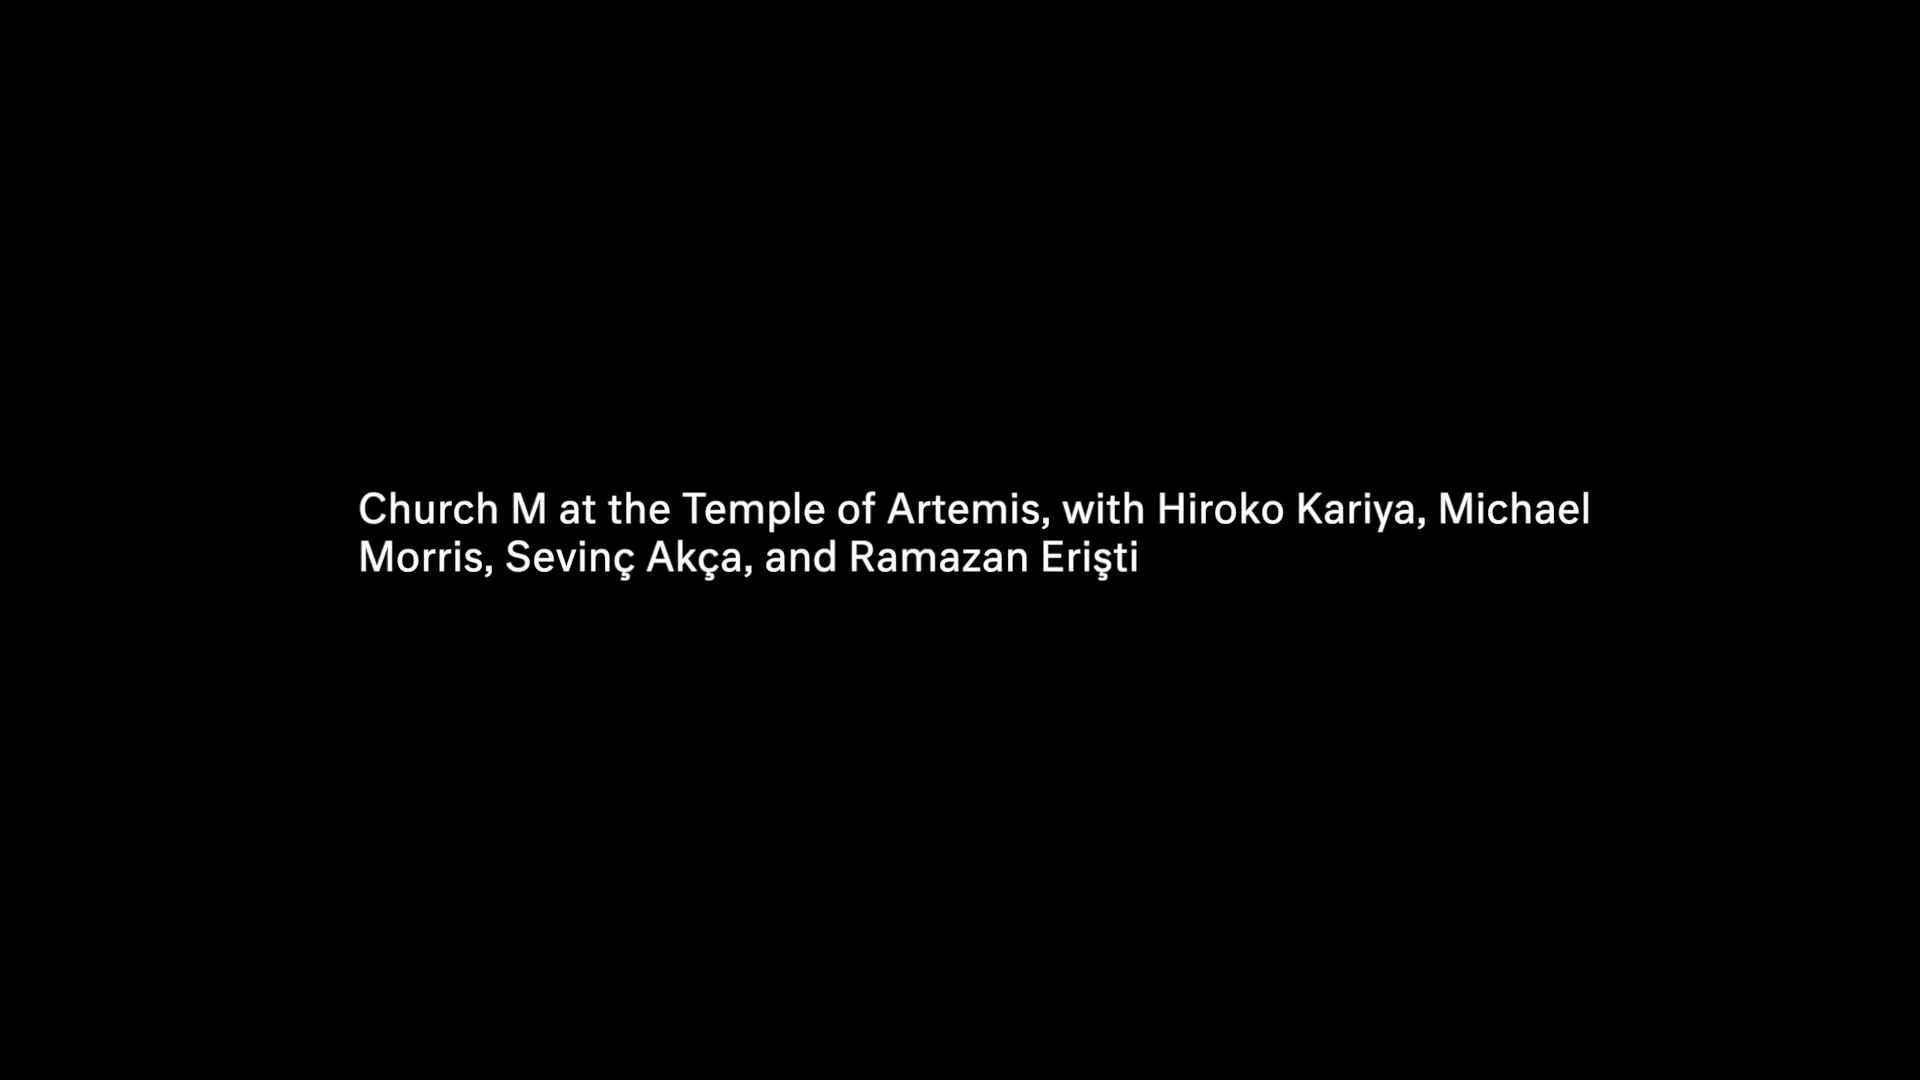 Church M at the Temple of Artemis, with Hiroko Kariya, Michael
Morris, Sevinç Akça, and Ramazan Erişti